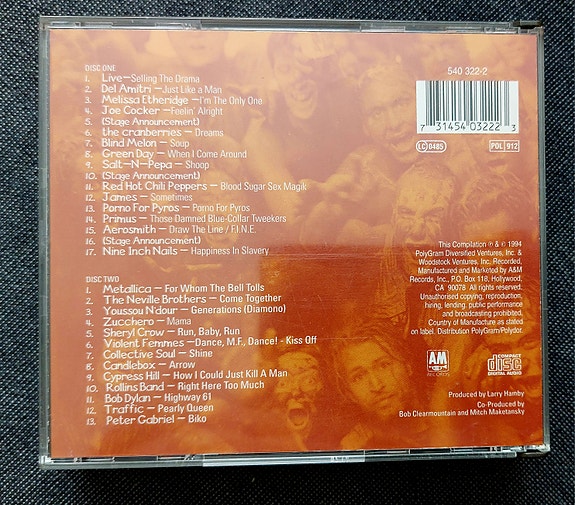 DISC ONE
1. Live—Selling The Drama
2. Del Amitri—Just Like a Man
3. Melissa Etheridge —I'm The Only One
4. Joe Cocker—Feelin' Alright
5. (Stage Announcement)
6. the cranberries— Dreams
7. Blind Melon — Soup
8. Green Day — When I Come Around
9. Salt-N-Pepa — Shoop
10. (Stage Announcement)
11. Red Hot Chili Peppers — Blood Sugar Sex Magik
12. James— Sometimes
13. Porno For Pyros — Porno For Pyros
14. Primus — Those Damned Blue-Collar Tweekers
15. Aerosmith — Draw The Line / F.I.N.E.
16. (Stage Announcement)
17. Nine Inch Nails — Happiness In Slavery
DISC TWO
1. Metallica — For Whom The Bell Tolls
2. The Neville Brothers — Come Together
3. Youssou N'dour — Generations (Diamono)
4. Zucchero — Mama
5. Sheryl Crow — Run, Baby, Run
6. Violent Femmes —Dance, M.F., Dance! - Kiss Off
7. Collective Soul — Shine
8. Candlebox — Arrow
9. Cypress Hill — How I Could Just Kill A Man
10. Rollins Band — Right Here Too Much
11. Bob Dylan — Highway 61
12. Traffic — Pearly Queen
13. Peter Gabriel — Biko
540 322-2
7 31454 03222 3
LC 0485
POL 912
This Compilation ℗ & © 1994
PolyGram Diversified Ventures, Inc. &
Woodstock Ventures, Inc. Recorded,
Manufactured and Marketed by A&M
Records, Inc., P.O. Box 118, Hollywood,
CA 90078. All rights reserved.
Unauthorised copying, reproduction,
hiring, lending. public performance
and broadcasting prohibited.
Country of Manufacture as stated
on label. Distribution PolyGram/Polydor.
AM
RECORDS
COMPACT
disc
DIGITAL AUDIO
Produced by Larry Hamby
Co-Produced by
Bob Clearmountain and Mitch Maketansky